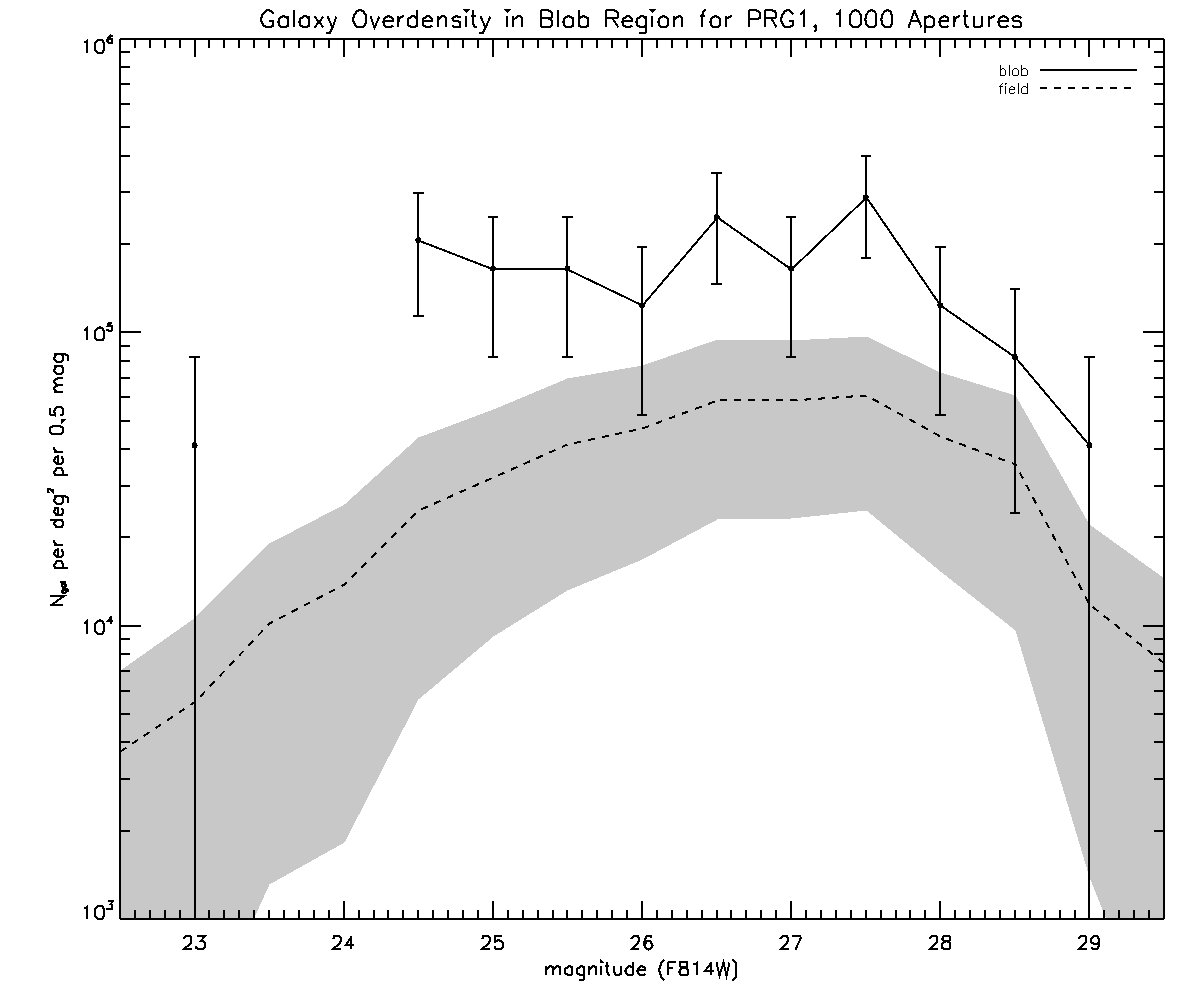 Galaxy Overdensity in Blob Region for PRG1, 1000 Apertures
blob
field
10⁶
10⁵
10⁴
10³
N_gal per deg² per 0.5 mag
23 24 25 26 27 28 29
magnitude (F814W)